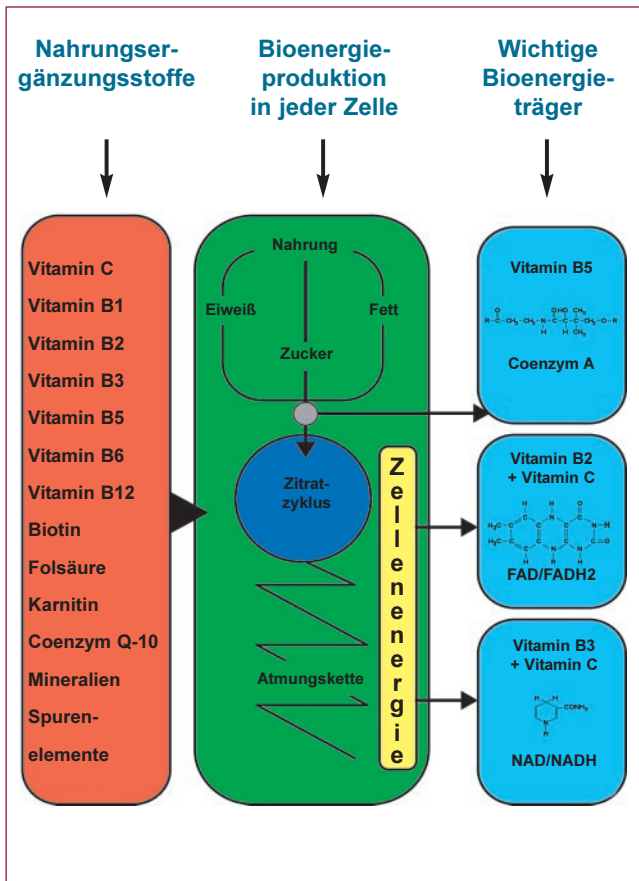 Nahrungser-
gänzungsstoffe
Bioenergie-
produktion
in jeder Zelle
Wichtige
Bioenergie-
träger
Vitamin C
Vitamin B1
Vitamin B2
Vitamin B3
Vitamin B5
Vitamin B6
Vitamin B12
Biotin
Folsäure
Karnitin
Coenzym Q-10
Mineralien
Spuren-
elemente
Nahrung
Eiweiß
Fett
Zucker
Zitrat-
zyklus
Atmungskette
Zellenenergie
Vitamin B5
Coenzym A
Vitamin B2
+ Vitamin C
FAD/FADH2
Vitamin B3
+ Vitamin C
NAD/NADH